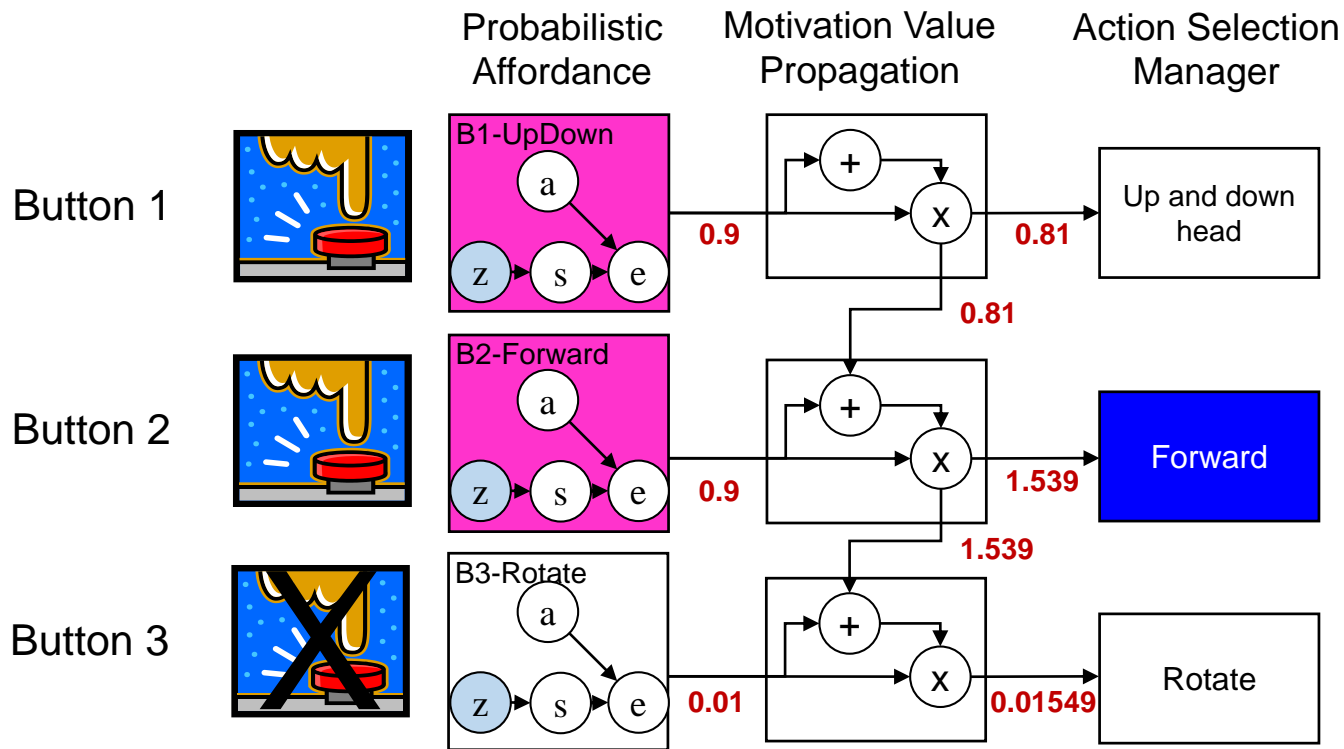 Probabilistic
Affordance
Motivation Value
Propagation
Action Selection
Manager
Button 1
B1-UpDown
a
z
s
e
0.9
+
x
0.81
0.81
Up and down
head
Button 2
B2-Forward
a
z
s
e
0.9
+
x
1.539
1.539
Forward
Button 3
B3-Rotate
a
z
s
e
0.01
+
x
0.01549
Rotate